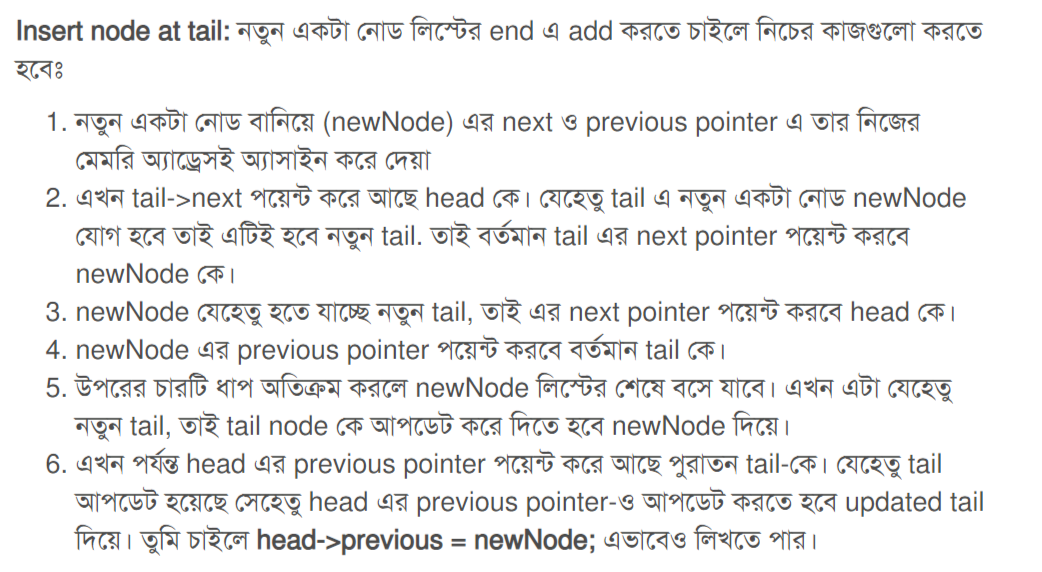 Insert node at tail: নতুন একটা নোড লিস্টের end এ add করতে চাইলে নিচের কাজগুলো করতে
হবেঃ
1. নতুন একটা নোড বানিয়ে (newNode) এর next ও previous pointer এ তার নিজের
মেমরি অ্যাড্রেসই অ্যাসাইন করে দেয়া
2. এখন tail->next পয়েন্ট করে আছে head কে। যেহেতু tail এ নতুন একটা নোড newNode
যোগ হবে তাই এটিই হবে নতুন tail. তাই বর্তমান tail এর next pointer পয়েন্ট করবে
newNode কে।
3. newNode যেহেতু হতে যাচ্ছে নতুন tail, তাই এর next pointer পয়েন্ট করবে head কে।
4. newNode এর previous pointer পয়েন্ট করবে বর্তমান tail কে।
5. উপরের চারটি ধাপ অতিক্রম করলে newNode লিস্টের শেষে বসে যাবে। এখন এটা যেহেতু
নতুন tail, তাই tail node কে আপডেট করে দিতে হবে newNode দিয়ে।
6. এখন পর্যন্ত head এর previous pointer পয়েন্ট করে আছে পুরাতন tail-কে। যেহেতু tail
আপডেট হয়েছে সেহেতু head এর previous pointer-ও আপডেট করতে হবে updated tail
দিয়ে। তুমি চাইলে head->previous = newNode; এভাবেও লিখতে পার।